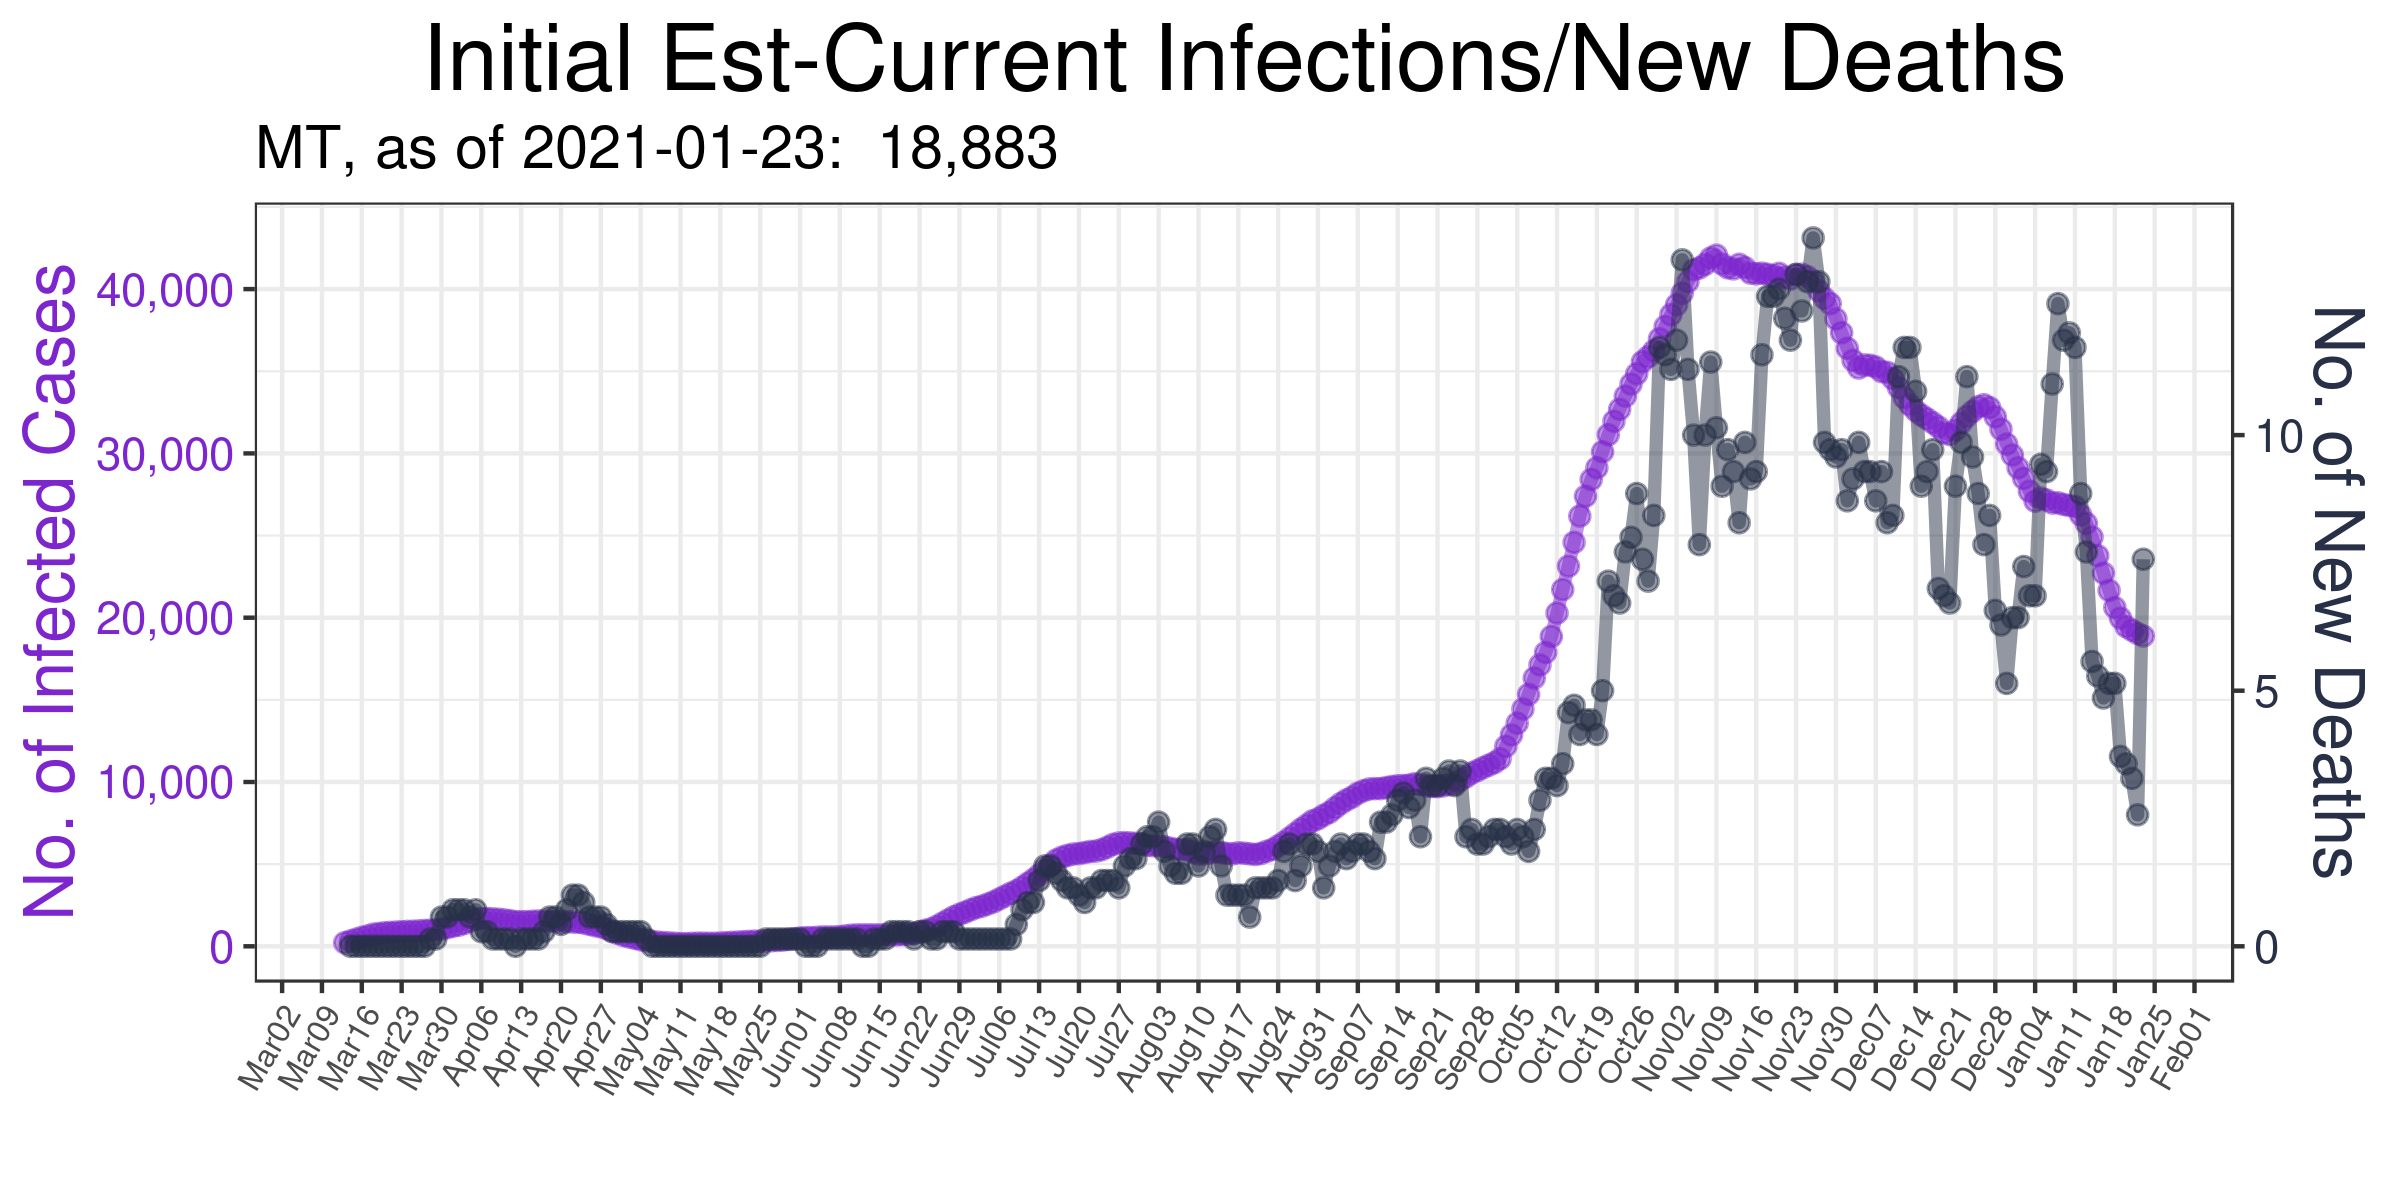 Initial Est-Current Infections/New Deaths
MT, as of 2021-01-23:  18,883
No. of Infected Cases
40,000
30,000
20,000
10,000
0
No. of New Deaths
10
5
0
Mar02
Mar09
Mar16
Mar23
Mar30
Apr06
Apr13
Apr20
Apr27
May04
May11
May18
May25
Jun01
Jun08
Jun15
Jun22
Jun29
Jul06
Jul13
Jul20
Jul27
Aug03
Aug10
Aug17
Aug24
Aug31
Sep07
Sep14
Sep21
Sep28
Oct05
Oct12
Oct19
Oct26
Nov02
Nov09
Nov16
Nov23
Nov30
Dec07
Dec14
Dec21
Dec28
Jan04
Jan11
Jan18
Jan25
Feb01